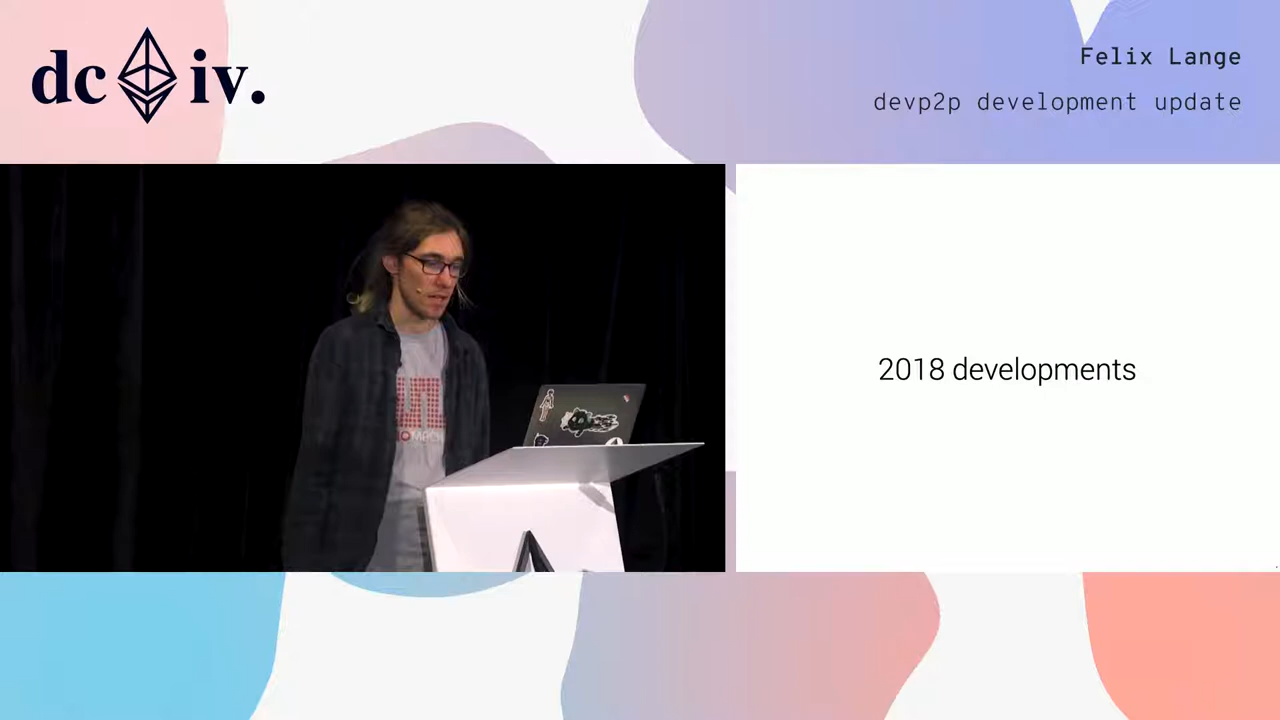 dc iv.
Felix Lange
devp2p development update
2018 developments